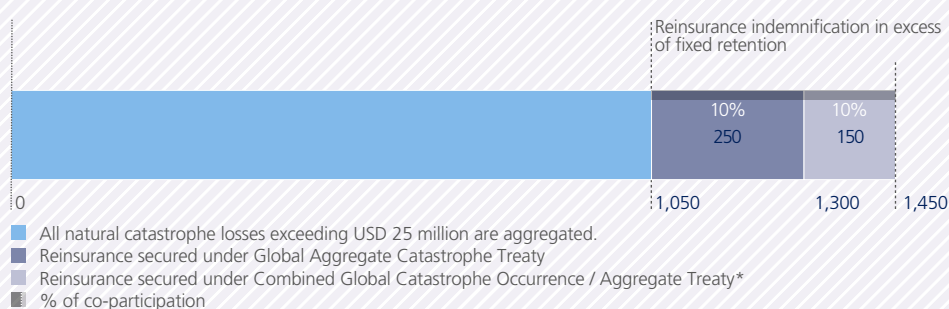 Reinsurance indemnification in excess
of fixed retention
10% 10%
250 150
0 1,050 1,300 1,450
All natural catastrophe losses exceeding USD 25 million are aggregated.
Reinsurance secured under Global Aggregate Catastrophe Treaty
Reinsurance secured under Combined Global Catastrophe Occurrence / Aggregate Treaty*
% of co-participation